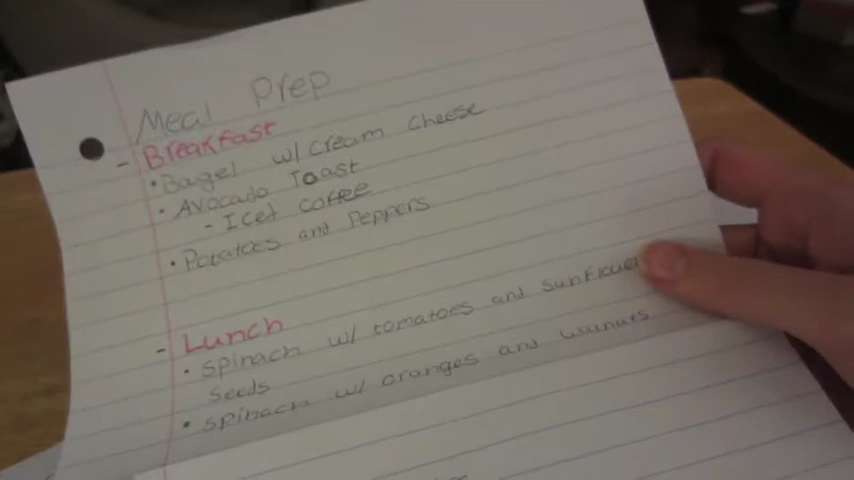 Meal Prep
- Breakfast
• Bagel w/ cream cheese
• Avocado Toast
- Iced coffee
• Potatoes and Peppers
- Lunch
• Spinach w/ tomatoes and sunflower
seeds
• spinach w/ oranges and walnuts